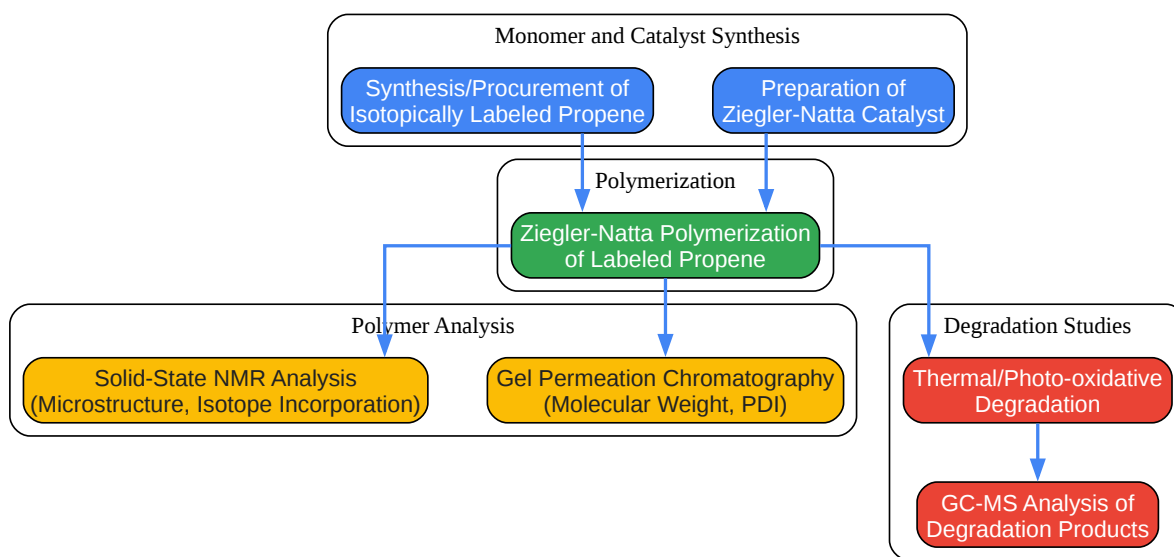 Monomer and Catalyst Synthesis
Synthesis/Procurement of
Isotopically Labeled Propene
Preparation of
Ziegler-Natta Catalyst
Polymerization
Ziegler-Natta Polymerization
of Labeled Propene
Polymer Analysis
Solid-State NMR Analysis
(Microstructure, Isotope Incorporation)
Gel Permeation Chromatography
(Molecular Weight, PDI)
Degradation Studies
Thermal/Photo-oxidative
Degradation
GC-MS Analysis of
Degradation Products